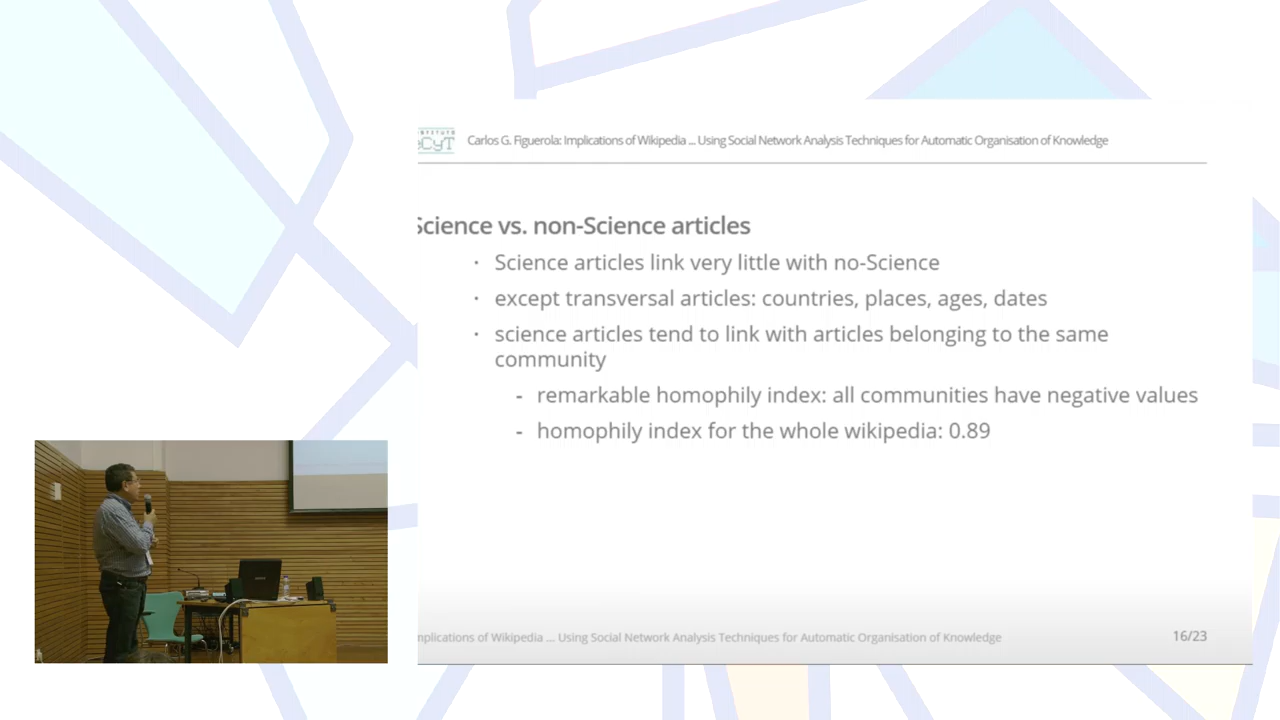 Carlos G. Figuerola: Implications of Wikipedia ... Using Social Network Analysis Techniques for Automatic Organisation of Knowledge
Science vs. non-Science articles
· Science articles link very little with no-Science
· except transversal articles: countries, places, ages, dates
· science articles tend to link with articles belonging to the same
community
- remarkable homophily index: all communities have negative values
- homophily index for the whole wikipedia: 0.89
mplications of Wikipedia ... Using Social Network Analysis Techniques for Automatic Organisation of Knowledge
16/23